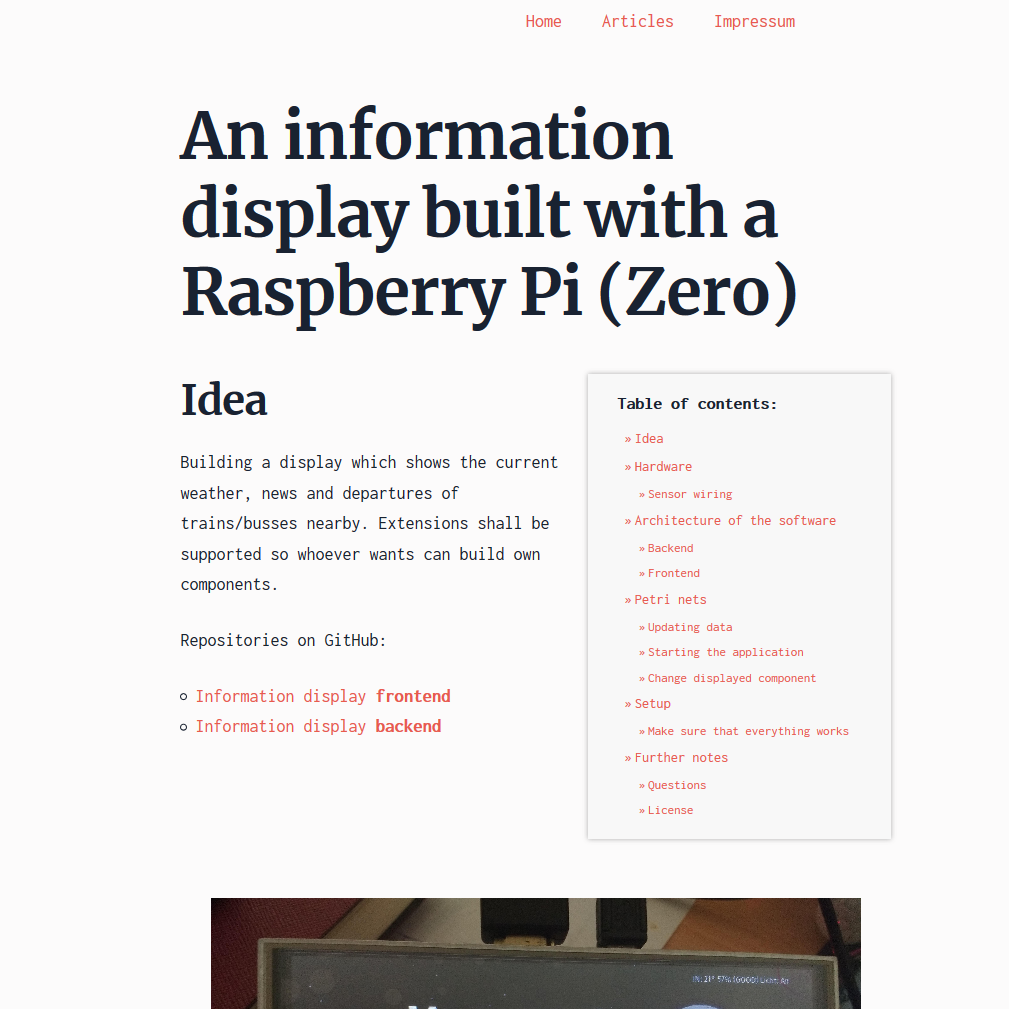 Home Articles Impressum
An information
display built with a
Raspberry Pi (Zero)
Idea
Building a display which shows the current
weather, news and departures of
trains/busses nearby. Extensions shall be
supported so whoever wants can build own
components.
Repositories on GitHub:
Information display frontend
Information display backend
Table of contents:
» Idea
» Hardware
» Sensor wiring
» Architecture of the software
» Backend
» Frontend
» Petri nets
» Updating data
» Starting the application
» Change displayed component
» Setup
» Make sure that everything works
» Further notes
» Questions
» License